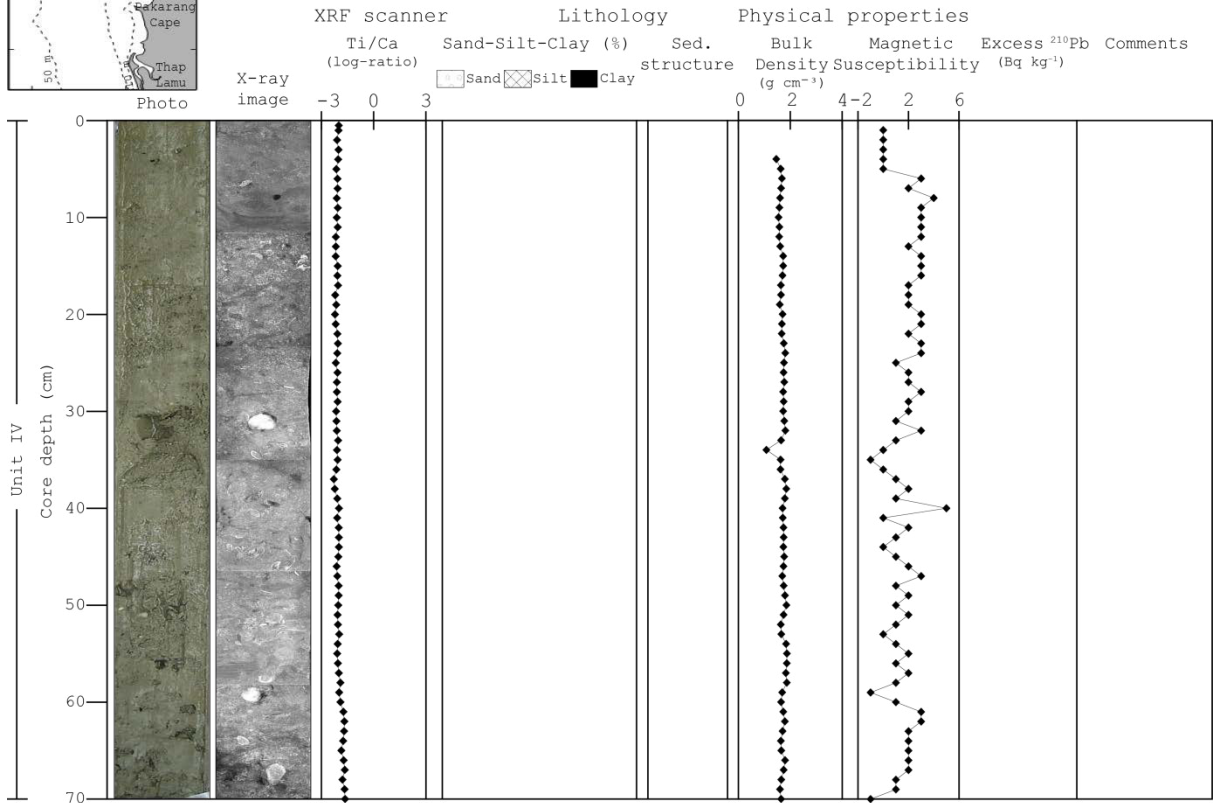 Pakarang
Cape
50 m
Thap
Lamu
XRF scanner Lithology Physical properties
Ti/Ca Sand-Silt-Clay (%) Sed. Bulk Magnetic Excess ²¹⁰Pb Comments
(log-ratio) structure Density Susceptibility (Bq kg⁻¹)
X-ray Sand Silt Clay (g cm⁻³)
Photo image −3 0 3 0 2 4 −2 2 6
0
10
20
30
40
50
60
70
Core depth (cm)
Unit IV